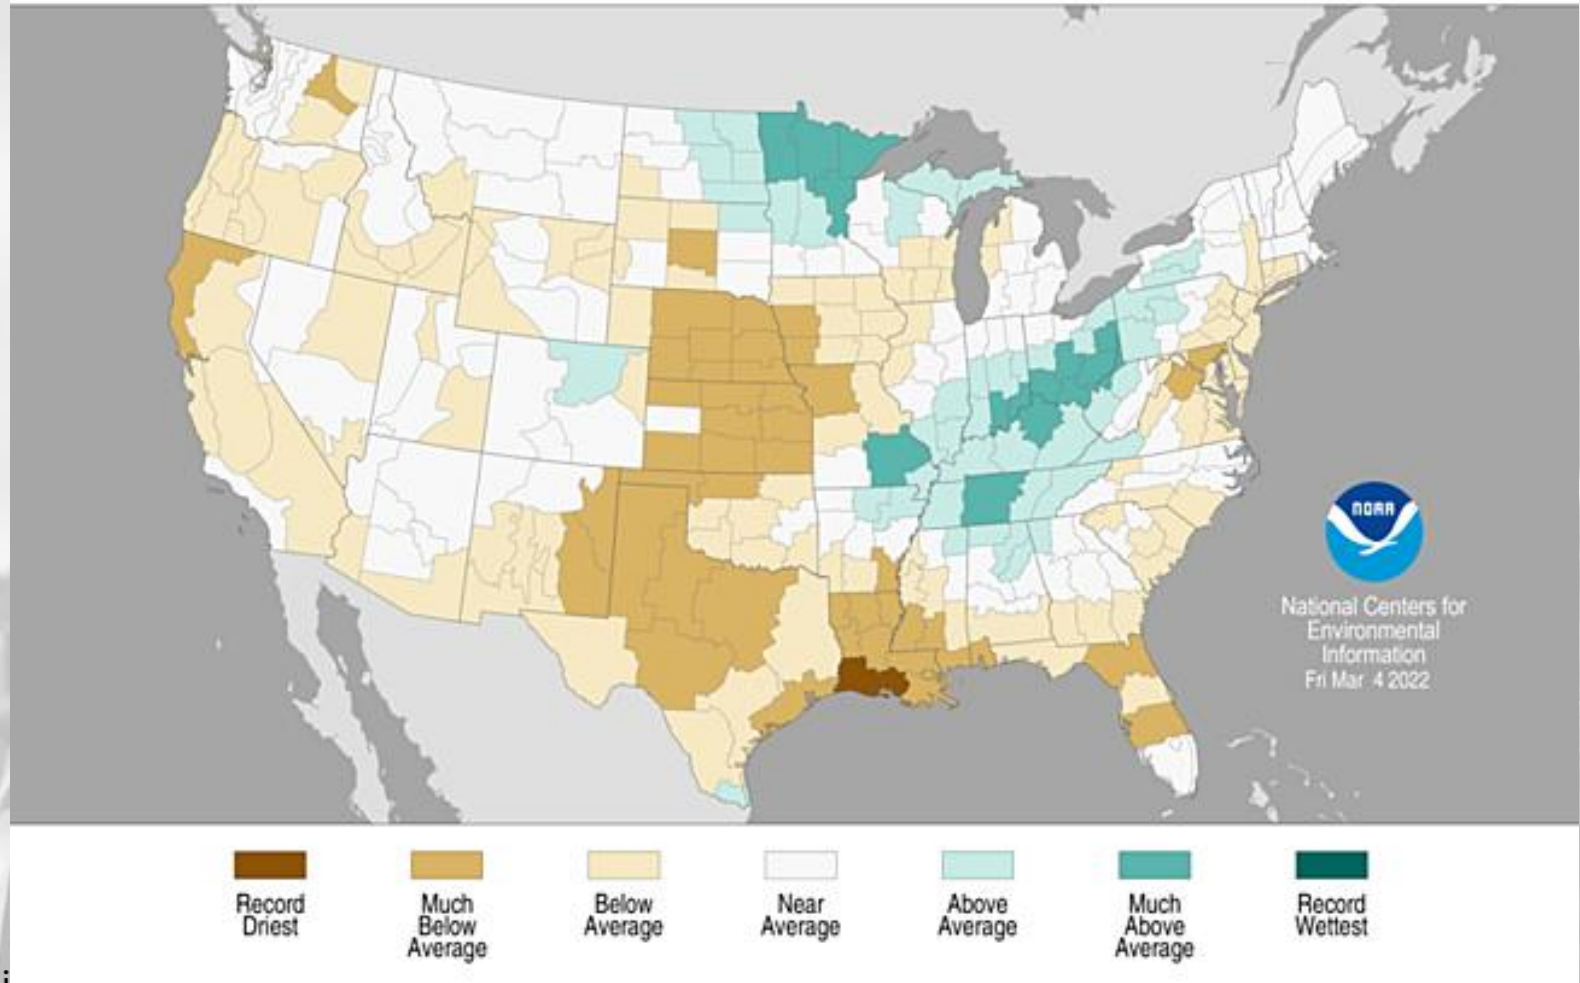 NOAA
National Centers for
Environmental
Information
Fri Mar 4 2022
Record
Driest
Much
Below
Average
Below
Average
Near
Average
Above
Average
Much
Above
Average
Record
Wettest